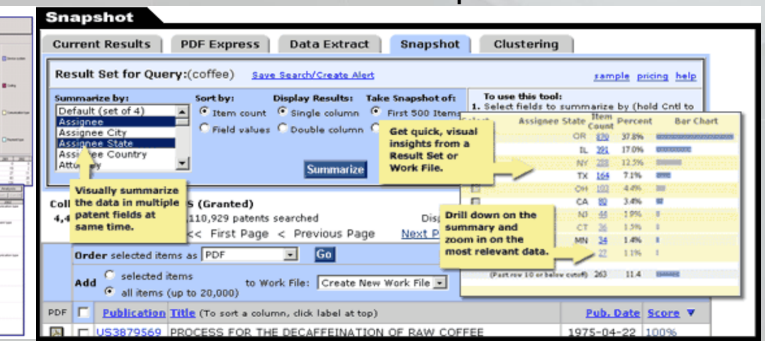 Snapshot
Current Results PDF Express Data Extract Snapshot Clustering
Result Set for Query:(coffee) Save Search/Create Alert sample pricing help
Summarize by: Sort by: Display Results: Take Snapshot of: To use this tool:
1. Select fields to summarize by (hold Cntl to
Default (set of 4)
Assignee
Assignee City
Assignee State
Assignee Country
Item count Single column First 500 Items
Field values Double column
Summarize
Visually summarize the data in multiple patent fields at same time.
Get quick, visual insights from a Result Set or Work File.
Drill down on the summary and zoom in on the most relevant data.
Assignee State Item Count Percent Bar Chart
OR 37.8%
IL 391 17.0%
NY 12.5%
TX 164 7.1%
OH 4.4%
CA 80 3.4%
NJ 44 1.9%
CT 36 1.5%
MN 34 1.4%
27 1.1%
263 11.4
S (Granted)
110,929 patents searched
<< First Page < Previous Page Next P
Order selected items as PDF Go
Add selected items
all items (up to 20,000)
to Work File: Create New Work File
PDF Publication Title (To sort a column, click label at top) Pub. Date Score
US3879569 PROCESS FOR THE DECAFFEINATION OF RAW COFFEE 1975-04-22 100%